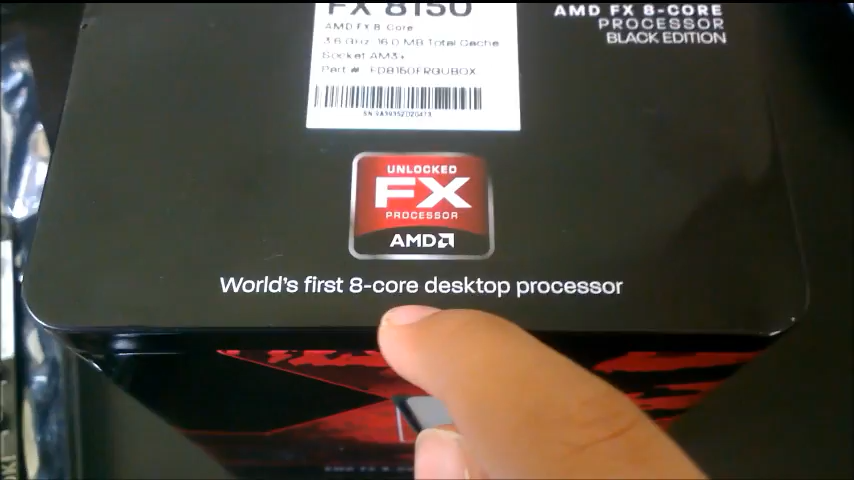 FX 8150
AMD FX 8-Core
3.6 Ghz 16.0 MB Total Cache
Socket AM3+
Part #: FD8150FRGUBOX
AMD FX 8-CORE
PROCESSOR
BLACK EDITION
UNLOCKED
FX
PROCESSOR
AMD
World's first 8-core desktop processor